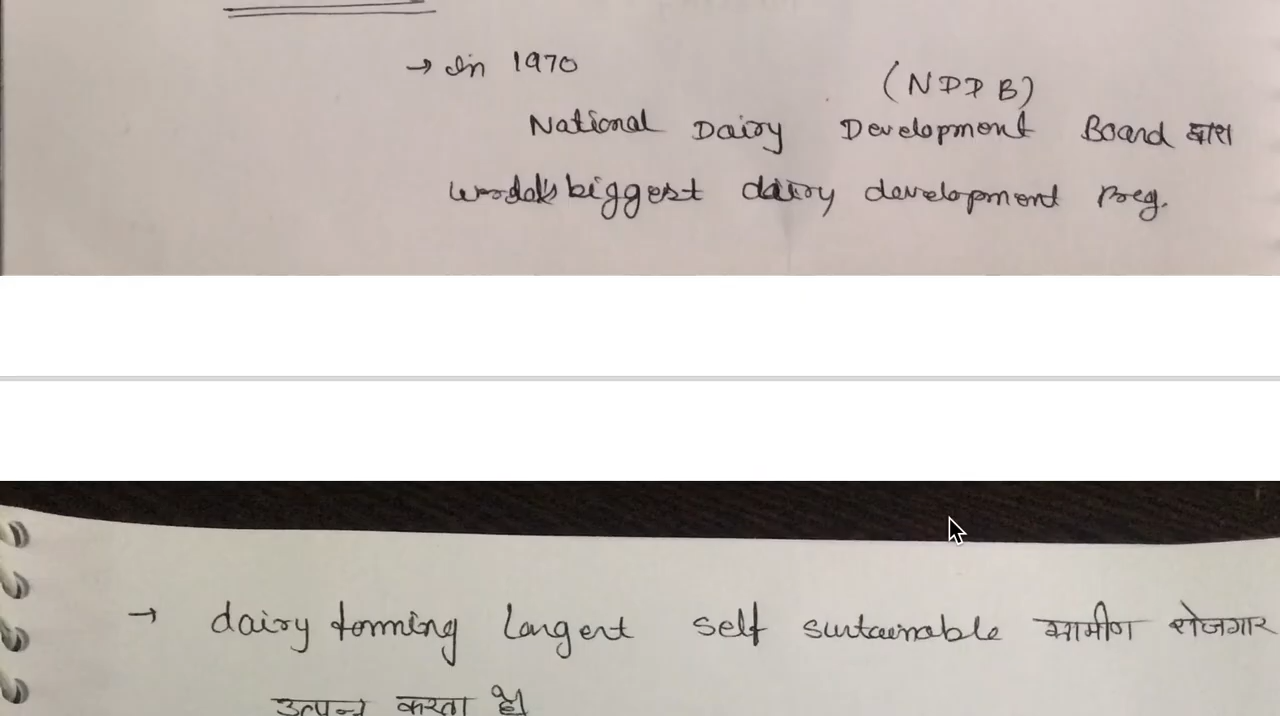 → In 1970
(NDDB)
National Dairy Development Board द्वारा
World's biggest dairy development Prog.
→ dairy farming largest self sustainable ग्रामीण रोजगार
उत्पन्न करता है।